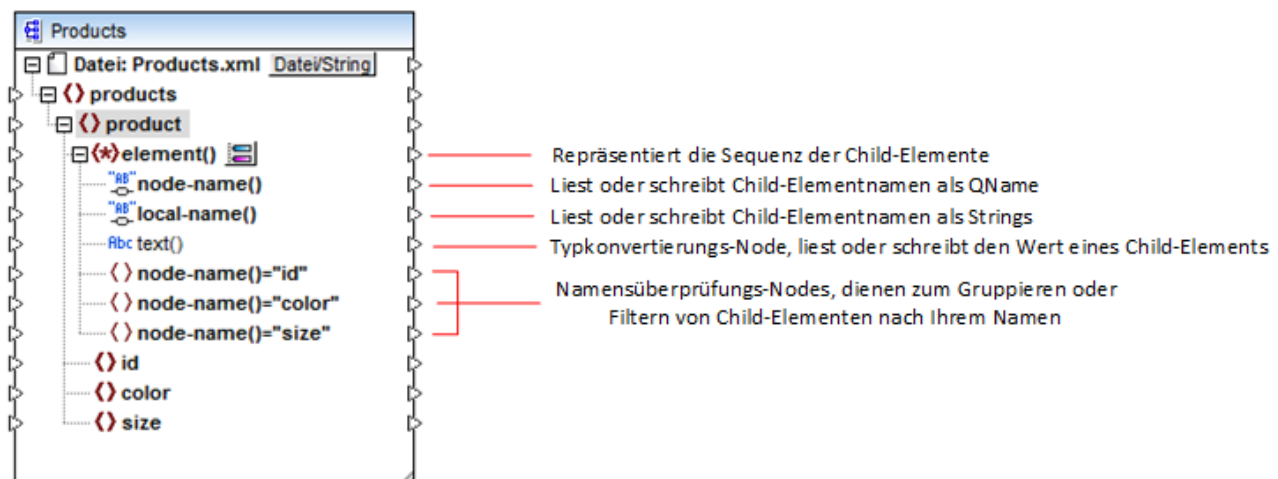 Products
Datei: Products.xml Datei/String
products
product
element() Repräsentiert die Sequenz der Child-Elemente
"AB" node-name() Liest oder schreibt Child-Elementnamen als QName
"AB" local-name() Liest oder schreibt Child-Elementnamen als Strings
Abc text() Typkonvertierungs-Node, liest oder schreibt den Wert eines Child-Elements
node-name()="id"
node-name()="color"
node-name()="size"
Namensüberprüfungs-Nodes, dienen zum Gruppieren oder
Filtern von Child-Elementen nach Ihrem Namen
id
color
size